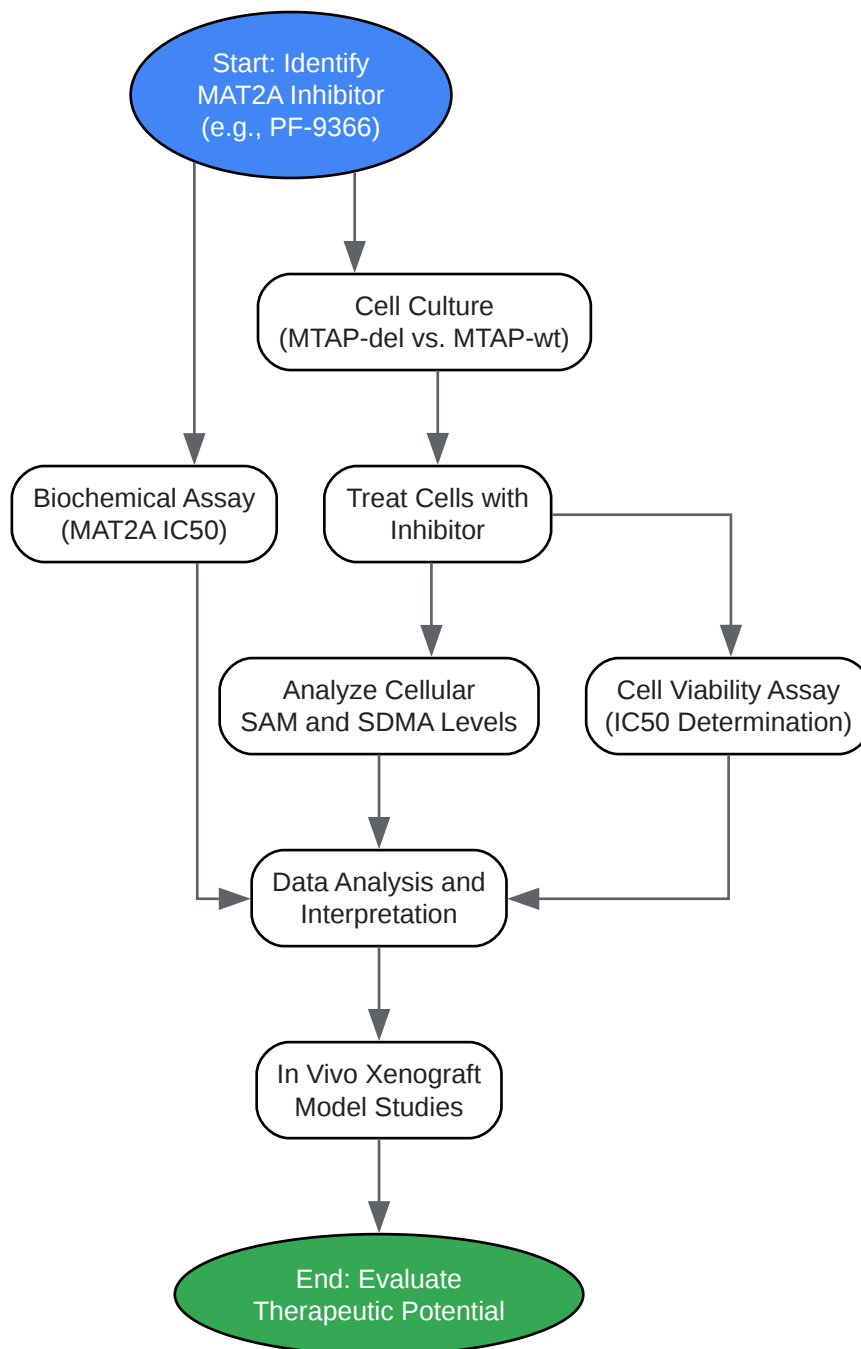 Start: Identify
MAT2A Inhibitor
(e.g., PF-9366)
Cell Culture
(MTAP-del vs. MTAP-wt)
Biochemical Assay
(MAT2A IC50)
Treat Cells with
Inhibitor
Analyze Cellular
SAM and SDMA Levels
Cell Viability Assay
(IC50 Determination)
Data Analysis and
Interpretation
In Vivo Xenograft
Model Studies
End: Evaluate
Therapeutic Potential